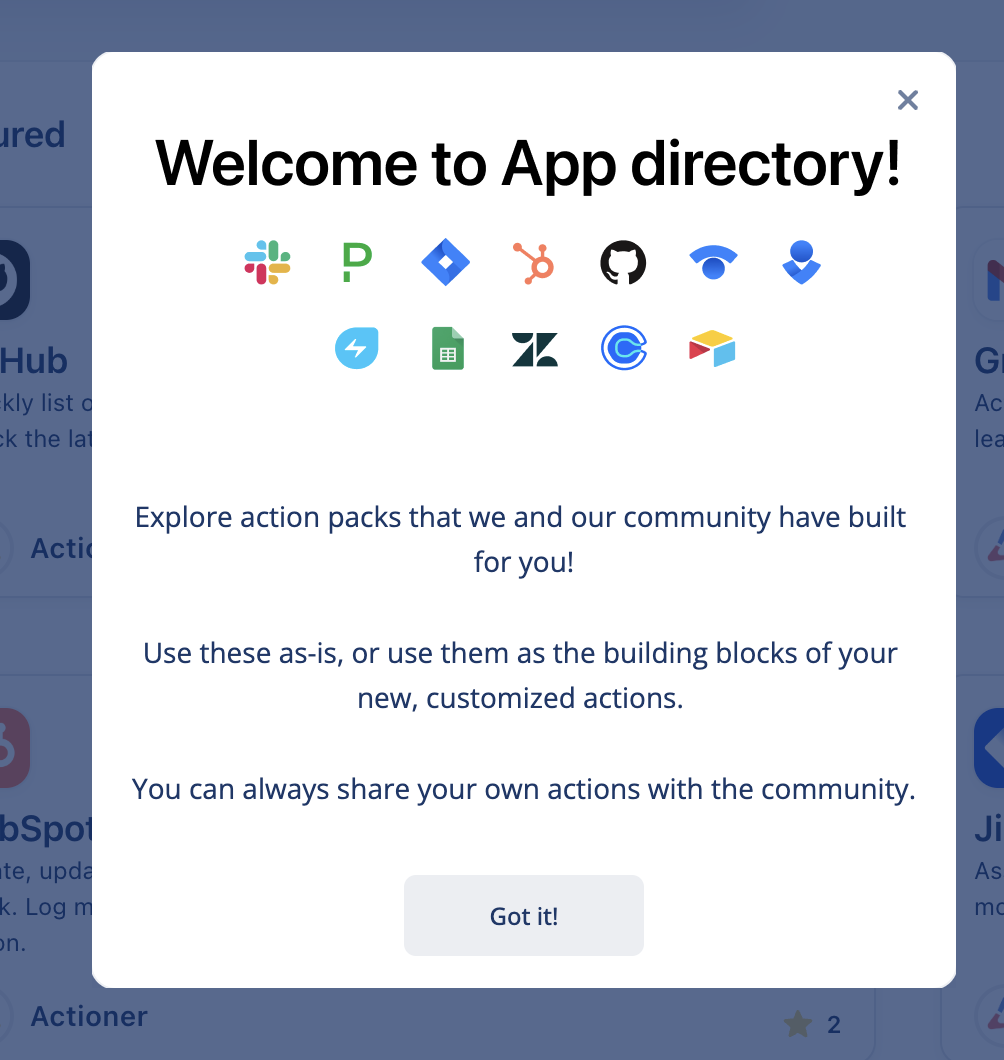 Welcome to App directory!
Explore action packs that we and our community have built
for you!
Use these as-is, or use them as the building blocks of your
new, customized actions.
You can always share your own actions with the community.
Got it!
ured
Hub
kly list o
ck the lat
Actio
bSpot
ate, upda
k. Log m
on.
Actioner
2
G
Ac
lea
Ji
As
mo